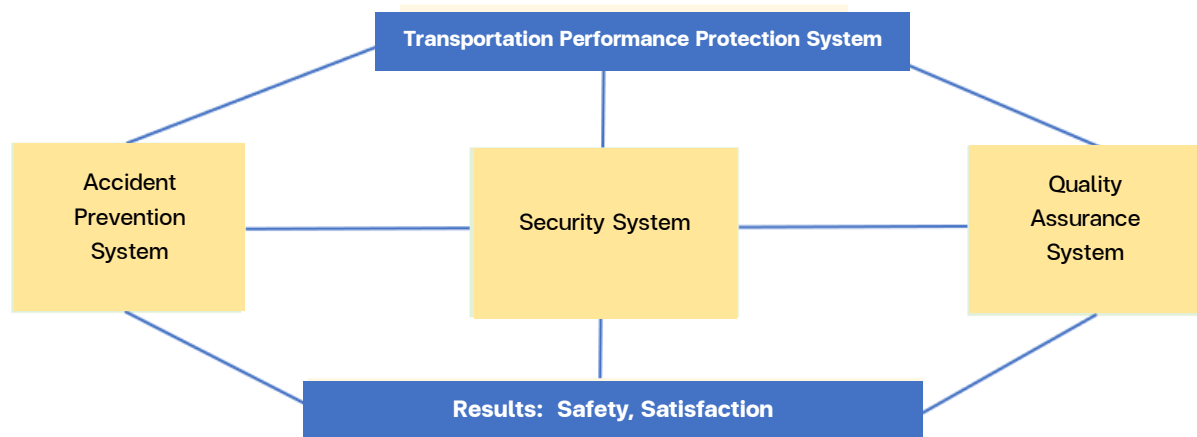 Transportation Performance Protection System
Accident
Prevention
System
Security System
Quality
Assurance
System
Results:  Safety, Satisfaction